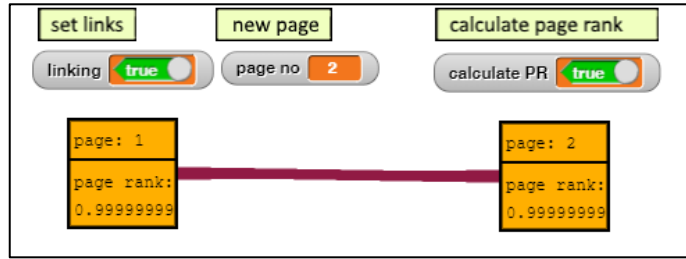 set links
new page
calculate page rank
linking true
page no 2
calculate PR true
page: 1
page rank:
0.99999999
page: 2
page rank:
0.99999999